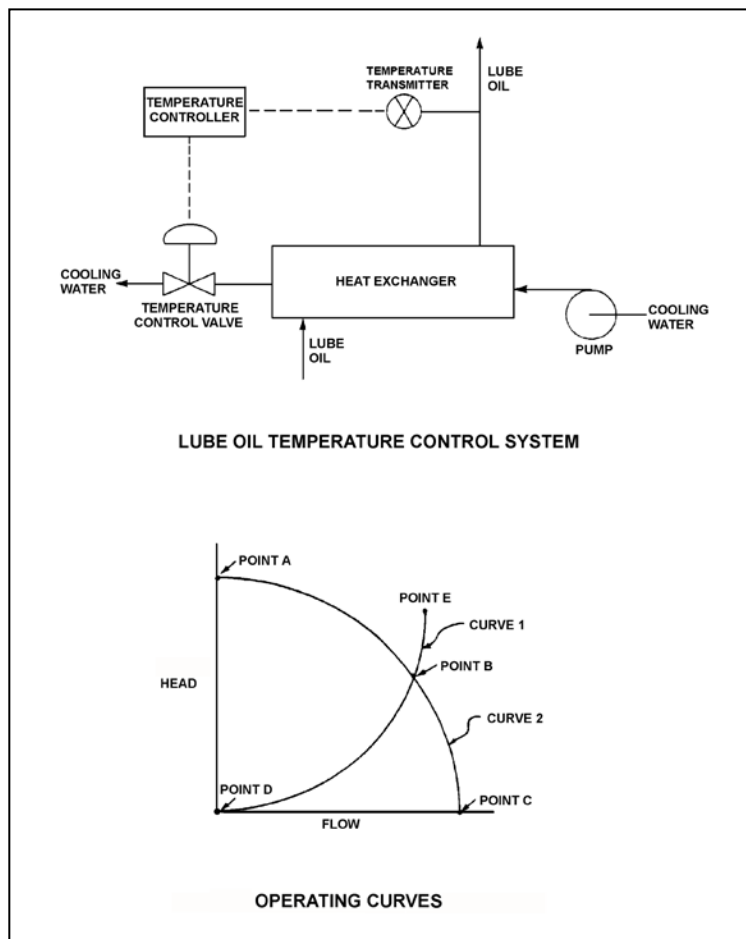 TEMPERATURE
TRANSMITTER
LUBE
OIL
TEMPERATURE
CONTROLLER
HEAT EXCHANGER
COOLING
WATER
TEMPERATURE
CONTROL VALVE
LUBE
OIL
COOLING
WATER
PUMP
LUBE OIL TEMPERATURE CONTROL SYSTEM
POINT A
POINT E
CURVE 1
POINT B
HEAD
CURVE 2
POINT D
POINT C
FLOW
OPERATING CURVES